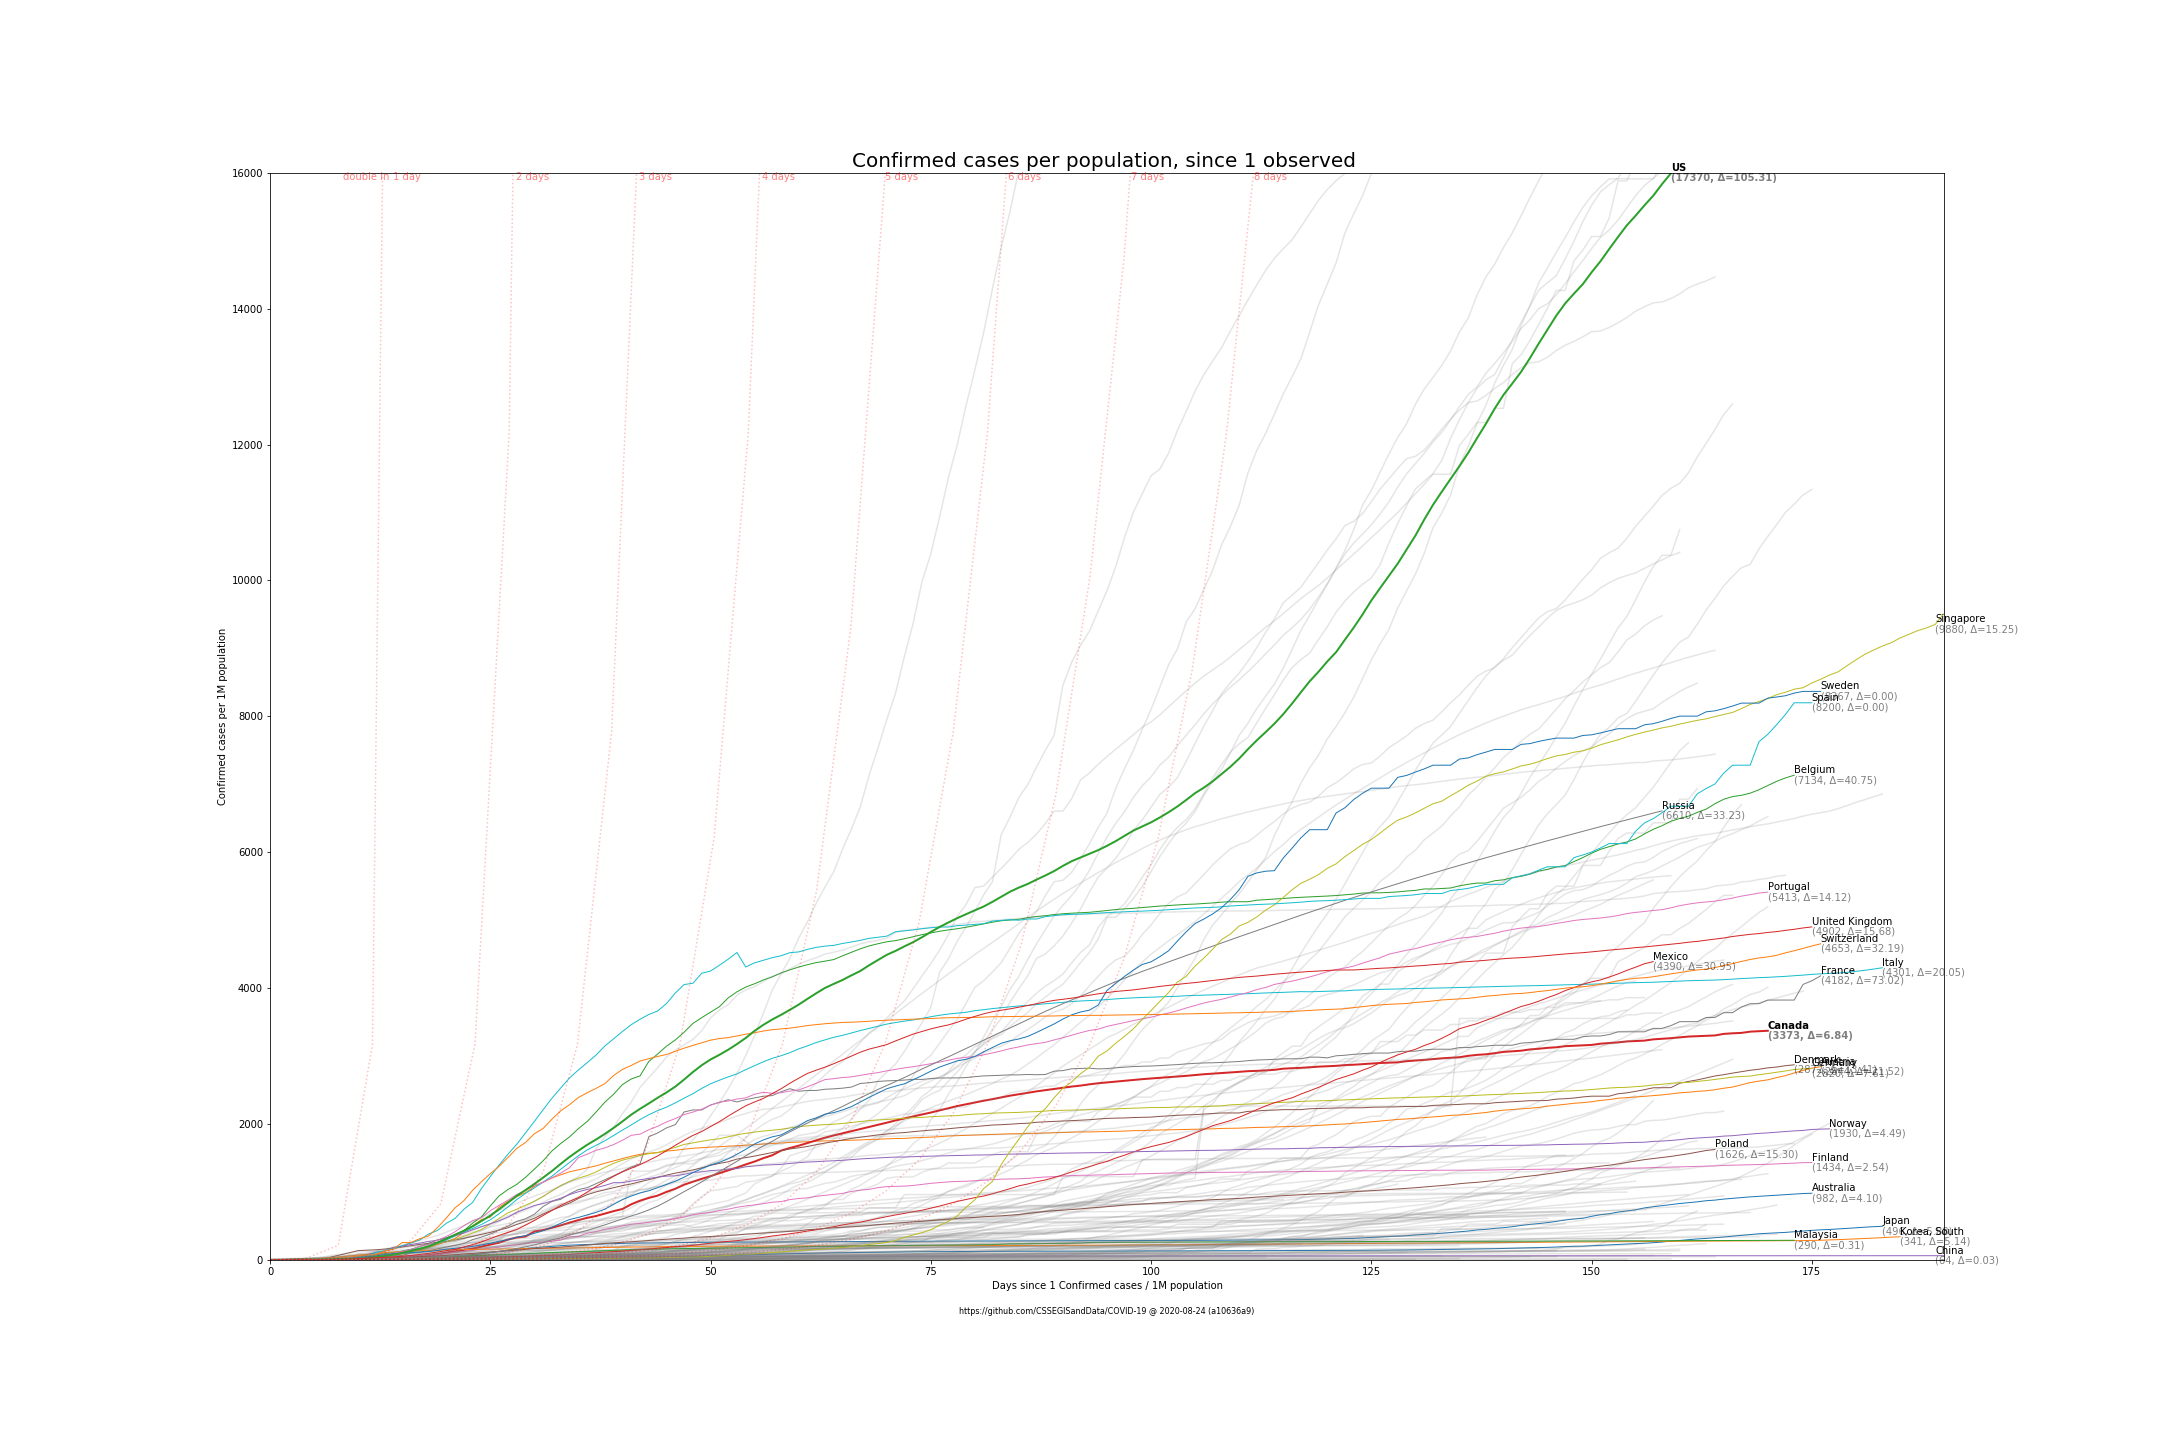 Confirmed cases per population, since 1 observed
16000
14000
12000
10000
8000
6000
4000
2000
0
Confirmed cases per 1M population
double in 1 day
2 days
3 days
4 days
5 days
6 days
7 days
8 days
US
(17370, Δ=105.31)
Singapore
(9880, Δ=15.25)
Sweden
Δ=0.00)
Spain
(8200, Δ=0.00)
Belgium
(7134, Δ=40.75)
Russia
(6610, Δ=33.23)
Portugal
(5413, Δ=14.12)
United Kingdom
(4902, Δ=15.68)
Switzerland
(4653, Δ=32.19)
Mexico
(4390, Δ=30.95)
Italy
(4301, Δ=20.05)
France
(4182, Δ=73.02)
Canada
(3373, Δ=6.84)
Denmark
Norway
(1930, Δ=4.49)
Poland
(1626, Δ=15.30)
Finland
(1434, Δ=2.54)
Australia
(982, Δ=4.10)
Japan
Korea, South
(341, Δ=5.14)
Malaysia
(290, Δ=0.31)
China
Δ=0.03)
0
25
50
75
100
125
150
175
Days since 1 Confirmed cases / 1M population
https://github.com/CSSEGISandData/COVID-19 @ 2020-08-24 (a10636a9)